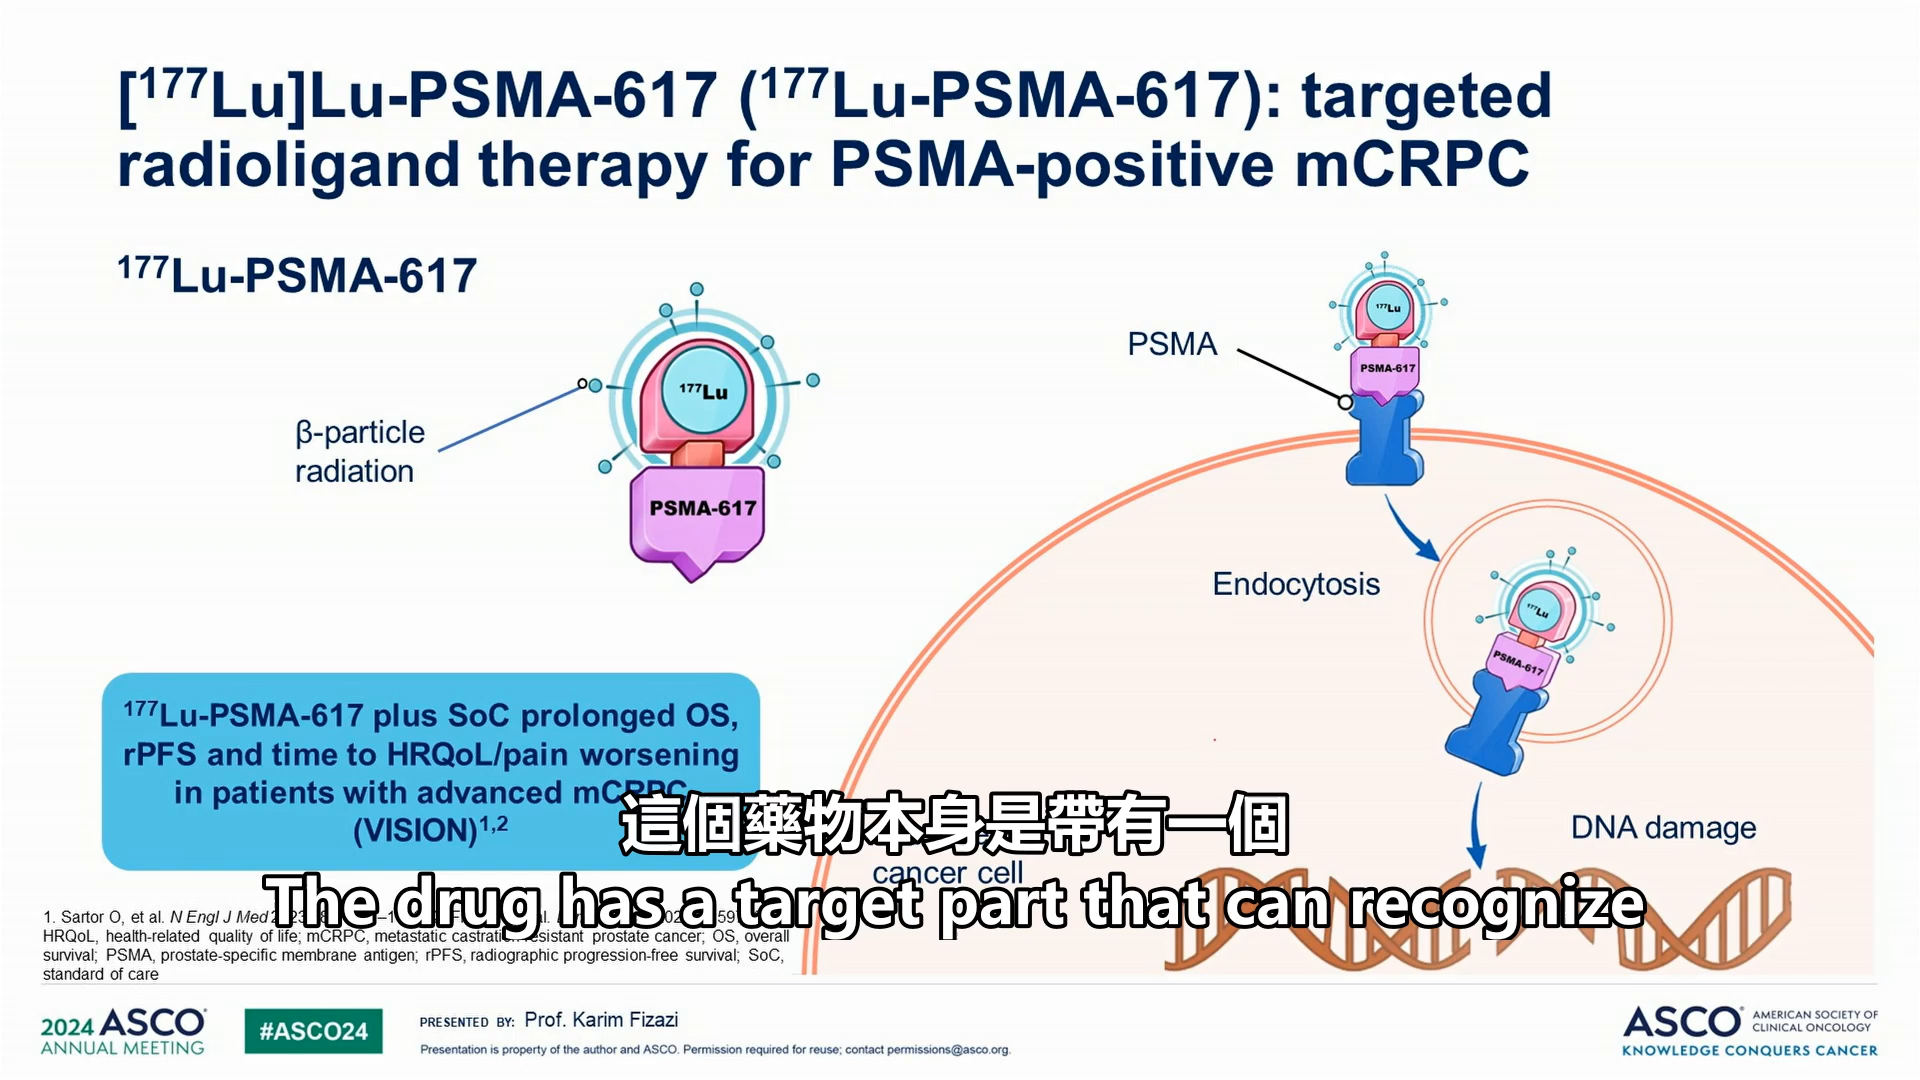 [¹⁷⁷Lu]Lu-PSMA-617 (¹⁷⁷Lu-PSMA-617): targeted
radioligand therapy for PSMA-positive mCRPC
¹⁷⁷Lu-PSMA-617
β-particle
radiation
¹⁷⁷Lu
PSMA-617
PSMA
¹⁷⁷Lu
PSMA-617
Endocytosis
¹⁷⁷Lu
PSMA-617
DNA damage
¹⁷⁷Lu-PSMA-617 plus SoC prolonged OS,
rPFS and time to HRQoL/pain worsening
in patients with advanced mCRPC
(VISION)¹,²
cancer cell
這個藥物本身是帶有一個
The drug has a target part that can recognize
1. Sartor O, et al. N Engl J Med
HRQoL, health-related quality of life; mCRPC, metastatic castration-resistant prostate cancer; OS, overall
survival; PSMA, prostate-specific membrane antigen; rPFS, radiographic progression-free survival; SoC,
standard of care
2024 ASCO
ANNUAL MEETING
#ASCO24
PRESENTED BY: Prof. Karim Fizazi
Presentation is property of the author and ASCO. Permission required for reuse; contact permissions@asco.org.
ASCO AMERICAN SOCIETY OF
CLINICAL ONCOLOGY
KNOWLEDGE CONQUERS CANCER